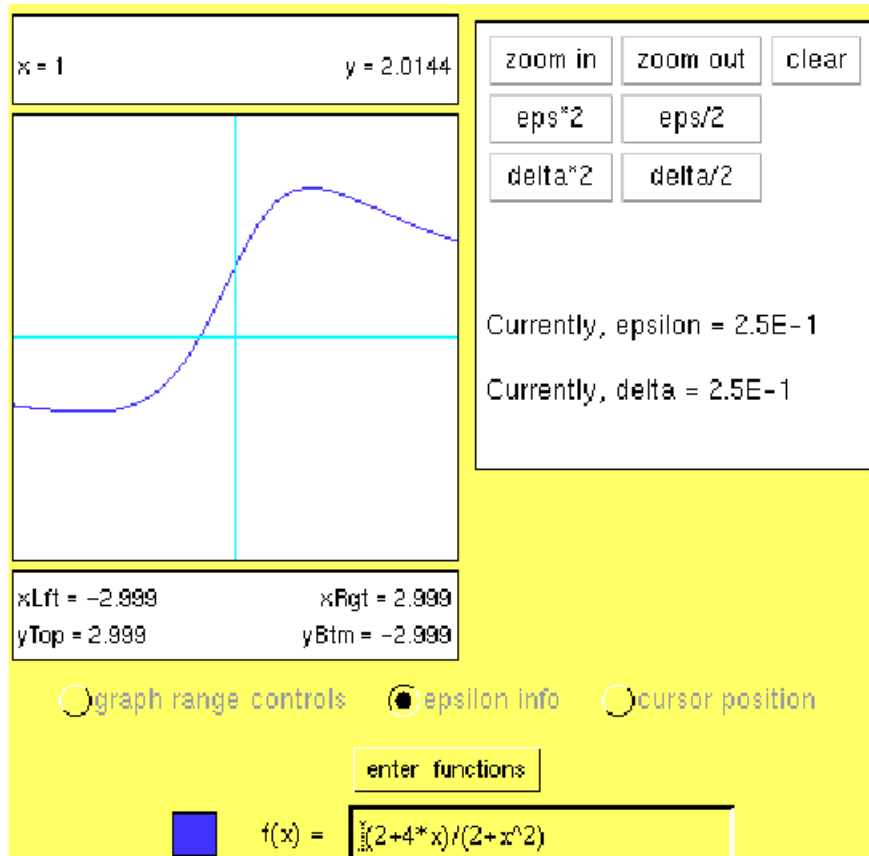 x = 1 y = 2.0144
zoom in zoom out clear
eps*2 eps/2
delta*2 delta/2
Currently, epsilon = 2.5E-1
Currently, delta = 2.5E-1
xLft = -2.999 xRgt = 2.999
yTop = 2.999 yBtm = -2.999
graph range controls epsilon info cursor position
enter functions
f(x) = (2+4*x)/(2+x^2)